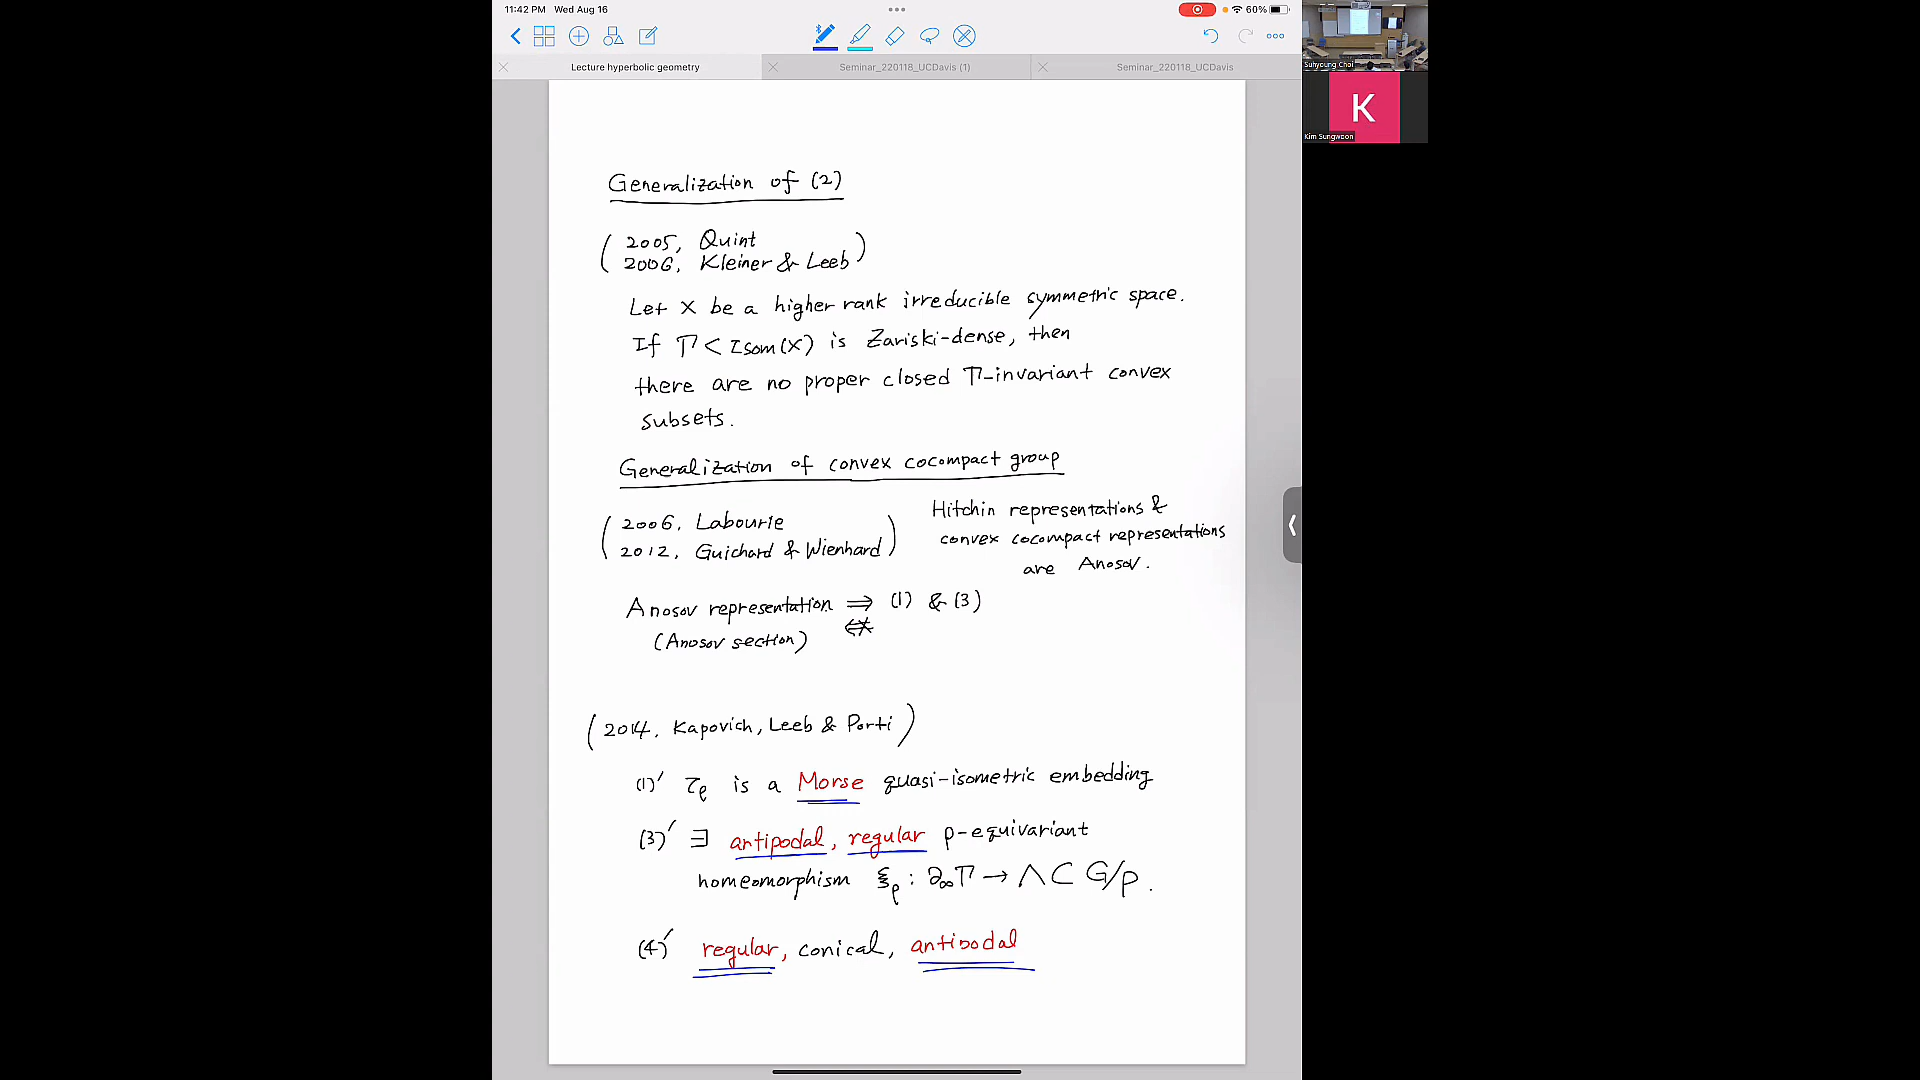 11:42 PM Wed Aug 16
60%
Lecture hyperbolic geometry
Seminar_220118_UCDavis (1)
Seminar_220118_UCDavis
Suhyoung Choi
K
Kim Sungwoon
Generalization of (2)
(2005, Quint
2006, Kleiner & Leeb)
Let X be a higher rank irreducible symmetric space.
If Γ < Isom(X) is Zariski-dense, then
there are no proper closed Γ-invariant convex
subsets.
Generalization of convex cocompact group
(2006, Labourie
2012, Guichard & Wienhard)
Hitchin representations &
convex cocompact representations
are Anosov.
Anosov representation ⇒ (1) & (3)
(Anosov section) ⇍
(2014, Kapovich, Leeb & Porti)
(1)′ τ_ρ is a Morse quasi-isometric embedding
(3)′ ∃ antipodal, regular ρ-equivariant
homeomorphism ξ_ρ : ∂∞Γ → Λ ⊂ G/P.
(4)′ regular, conical, antipodal